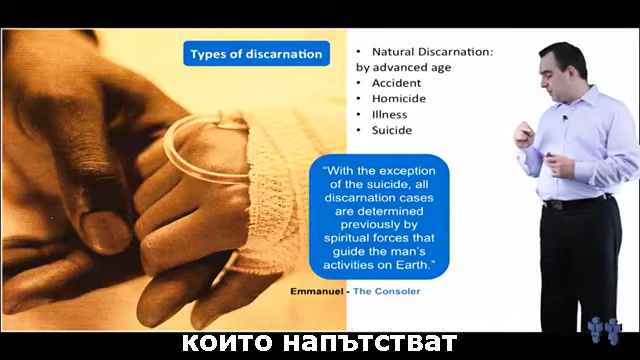 Types of discarnation
• Natural Discarnation:
by advanced age
• Accident
• Homicide
• Illness
• Suicide
“With the exception
of the suicide, all
discarnation cases
are determined
previously by
spiritual forces that
guide the man’s
activities on Earth.”
Emmanuel - The Consoler
които напътстват